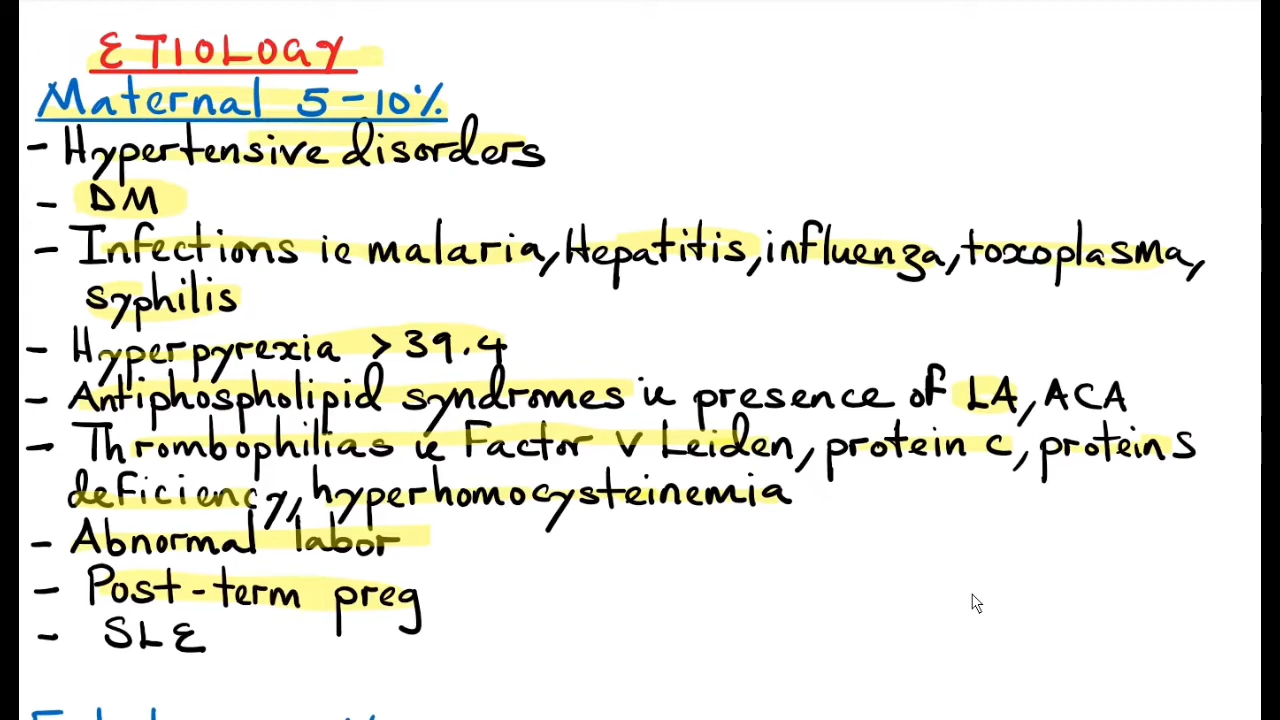 ETIOLOGY
Maternal 5-10%
- Hypertensive disorders
- DM
- Infections ie malaria, Hepatitis, influenza, toxoplasma,
syphilis
- Hyperpyrexia > 39.4
- Antiphospholipid syndromes ie presence of LA, ACA
- Thrombophilias ie Factor V Leiden, protein c, protein s
deficiency, hyperhomocysteinemia
- Abnormal labor
- Post-term preg
- SLE